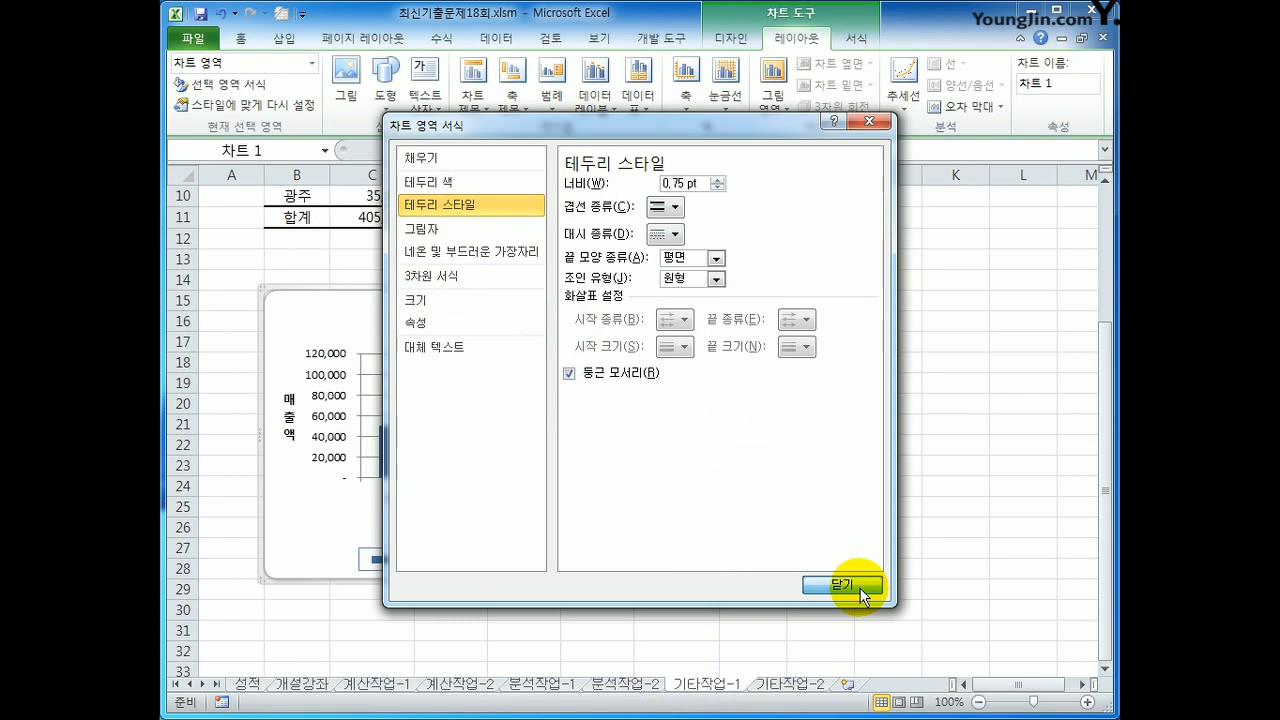 최신기출문제18회.xlsm - Microsoft Excel
차트 도구
YoungJin.com Y.
파일 홈 삽입 페이지 레이아웃 수식 데이터 검토 보기 개발 도구 디자인 레이아웃 서식
차트 영역
선택 영역 서식
스타일에 맞게 다시 설정
현재 선택 영역
그림 도형 텍스트 상자
차트 제목 축 제목 범례 데이터 레이블 데이터 표
축 눈금선
그림 영역
차트 옆면
차트 밑면
3차원 회전
추세선
선
양선/음선
오차 막대
분석
차트 이름:
차트 1
속성
차트 1
차트 영역 서식
채우기
테두리 색
테두리 스타일
그림자
네온 및 부드러운 가장자리
3차원 서식
크기
속성
대체 텍스트
테두리 스타일
너비(W): 0,75 pt
겹선 종류(C):
대시 종류(D):
끝 모양 종류(A): 평면
조인 유형(J): 원형
화살표 설정
시작 종류(B): 끝 종류(E):
시작 크기(S): 끝 크기(N):
둥근 모서리(R)
닫기
A B C K L M
10 광주 35
11 합계 405
12
13
14
15
16
17
18
19
20
21
22
23
24
25
26
27
28
29
30
31
32
33
120,000
100,000
80,000
60,000
40,000
20,000
-
매출액
성적 개설강좌 계산작업-1 계산작업-2 분석작업-1 분석작업-2 기타작업-1 기타작업-2
준비 100%